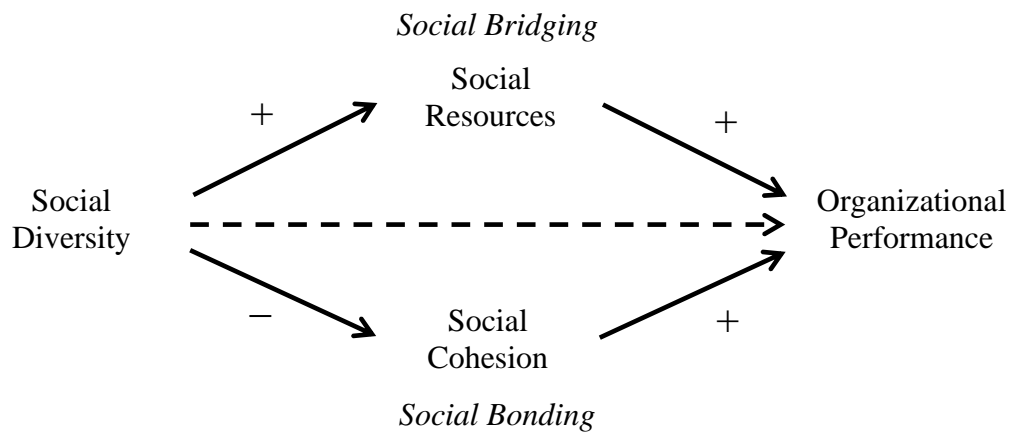 Social Bridging
Social
Resources
+
+
Social
Diversity
Organizational
Performance
–
+
Social
Cohesion
Social Bonding